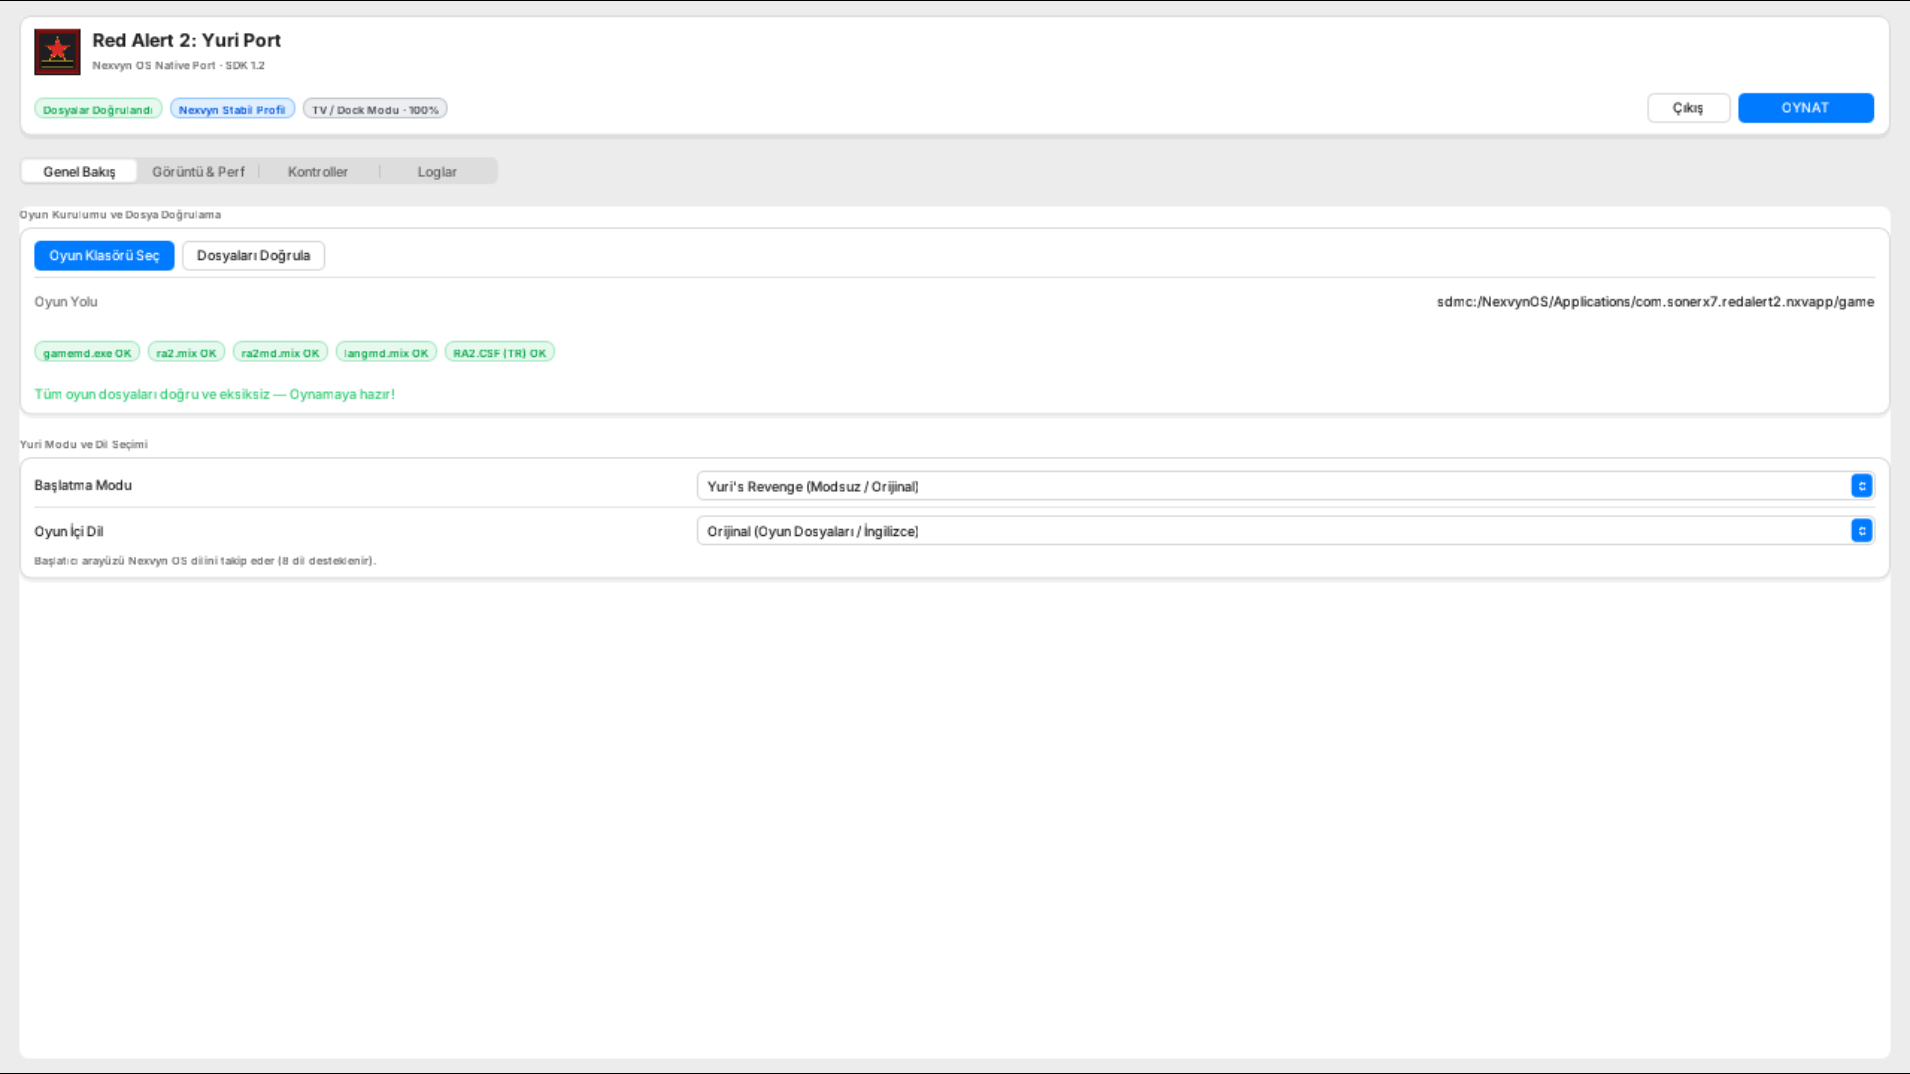 Red Alert 2: Yuri Port
Nexvyn OS Native Port - SDK 1.2
Dosyalar Doğrulandı
Nexvyn Stabil Profil
TV / Dock Modu - 100%
Çıkış
OYNAT
Genel Bakış
Görüntü & Perf
Kontroller
Loglar
Oyun Kurulumu ve Dosya Doğrulama
Oyun Klasörü Seç
Dosyaları Doğrula
Oyun Yolu
sdmc:/NexvynOS/Applications/com.sonerx7.redalert2.nxvapp/game
gamemd.exe OK
ra2.mix OK
ra2md.mix OK
langmd.mix OK
RA2.CSF (TR) OK
Tüm oyun dosyaları doğru ve eksiksiz — Oynamaya hazır!
Yuri Modu ve Dil Seçimi
Başlatma Modu
Yuri's Revenge (Modsuz / Orijinal)
Oyun İçi Dil
Orijinal (Oyun Dosyaları / İngilizce)
Başlatıcı arayüzü Nexvyn OS dilini takip eder (8 dil desteklenir).